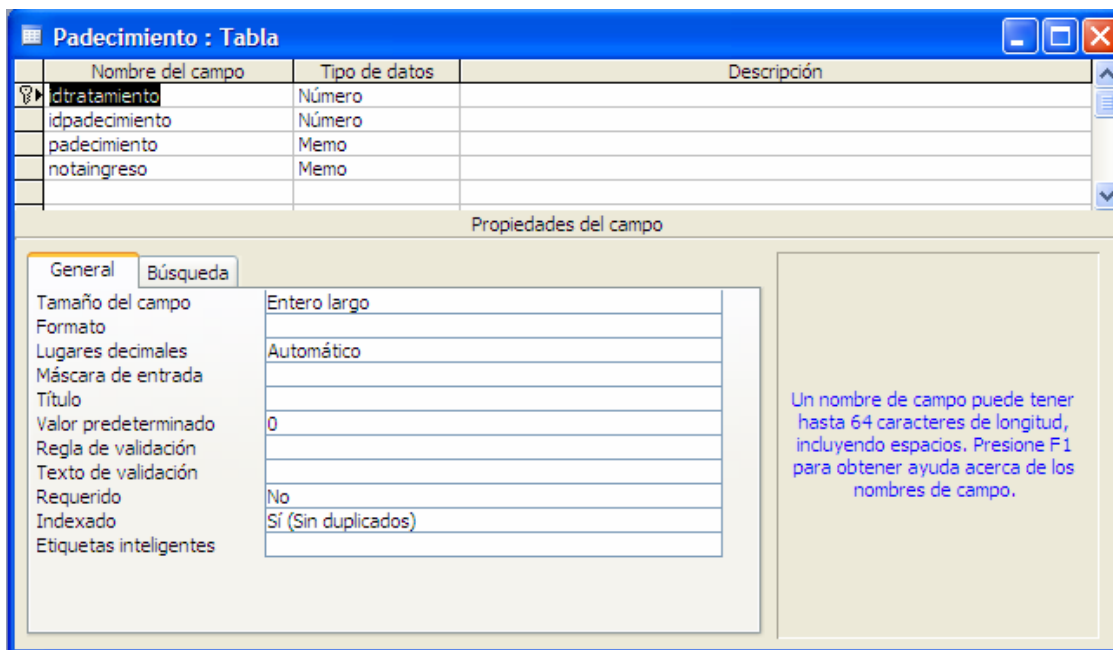 Padecimiento : Tabla
Nombre del campo Tipo de datos Descripción
idtratamiento Número
idpadecimiento Número
padecimiento Memo
notaingreso Memo
Propiedades del campo
General Búsqueda
Tamaño del campo Entero largo
Formato
Lugares decimales Automático
Máscara de entrada
Título
Valor predeterminado 0
Regla de validación
Texto de validación
Requerido No
Indexado Sí (Sin duplicados)
Etiquetas inteligentes
Un nombre de campo puede tener
hasta 64 caracteres de longitud,
incluyendo espacios. Presione F1
para obtener ayuda acerca de los
nombres de campo.